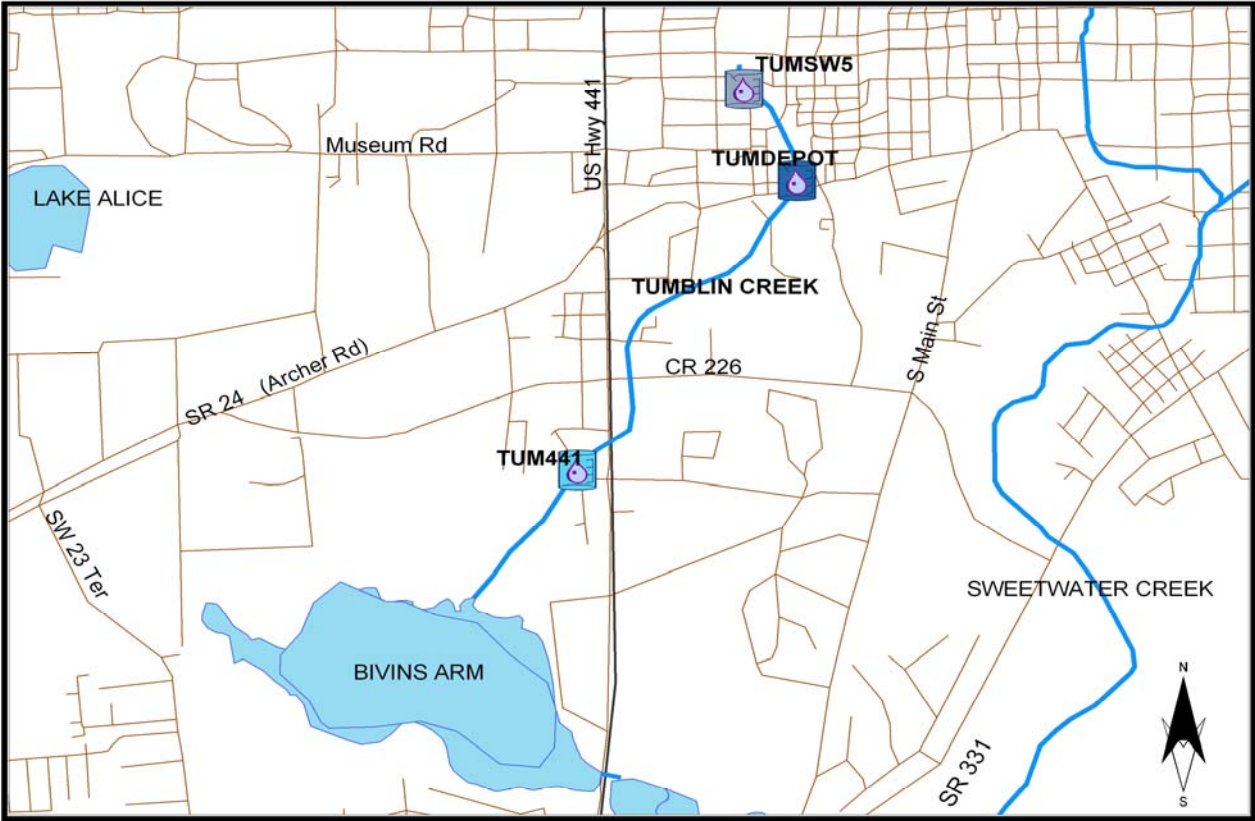 TUMSW5
US Hwy 441
Museum Rd
TUMDEPOT
LAKE ALICE
TUMBLIN CREEK
S Main St
SR 24 (Archer Rd)
CR 226
TUM441
SW 23 Ter
SWEETWATER CREEK
BIVINS ARM
N
SR 331
S